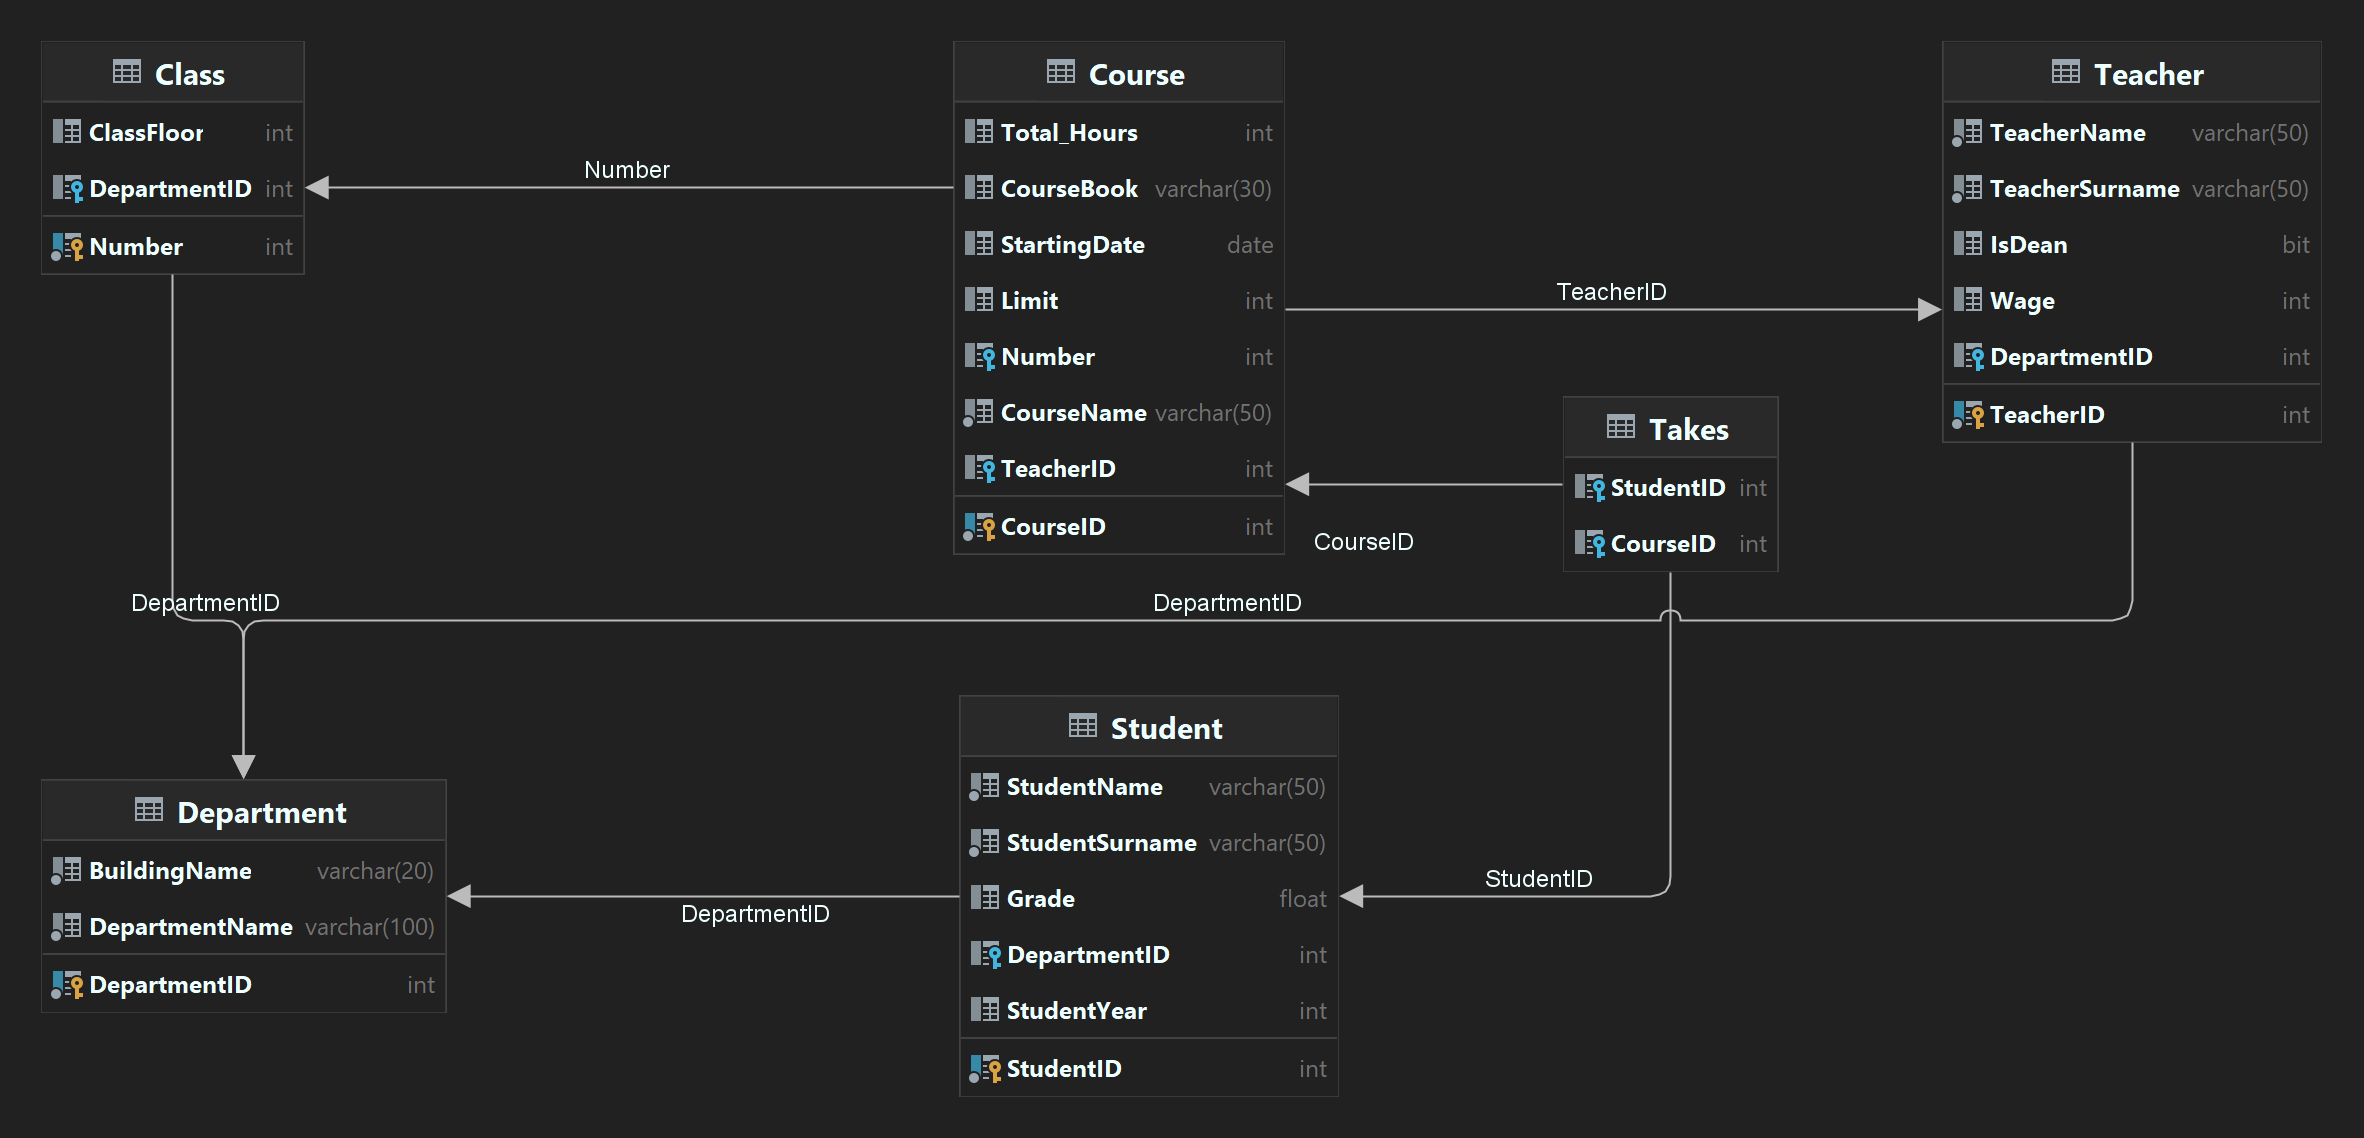 Class
ClassFloor int
DepartmentID int
Number int
Number
Course
Total_Hours int
CourseBook varchar(30)
StartingDate date
Limit int
Number int
CourseName varchar(50)
TeacherID int
CourseID int
TeacherID
Teacher
TeacherName varchar(50)
TeacherSurname varchar(50)
IsDean bit
Wage int
DepartmentID int
TeacherID int
Takes
StudentID int
CourseID int
CourseID
DepartmentID
DepartmentID
Department
BuildingName varchar(20)
DepartmentName varchar(100)
DepartmentID int
DepartmentID
Student
StudentName varchar(50)
StudentSurname varchar(50)
Grade float
DepartmentID int
StudentYear int
StudentID int
StudentID